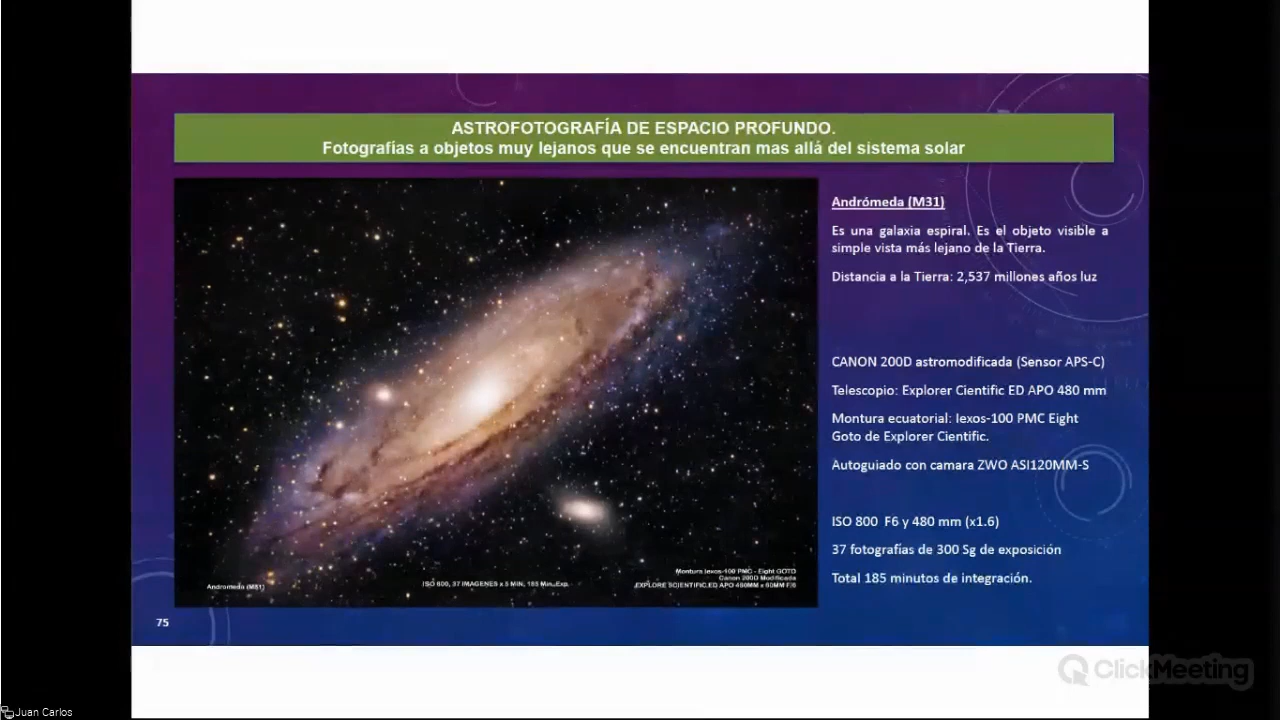 ASTROFOTOGRAFÍA DE ESPACIO PROFUNDO.
Fotografías a objetos muy lejanos que se encuentran mas allá del sistema solar
Andrómeda (M31)
Es una galaxia espiral. Es el objeto visible a
simple vista más lejano de la Tierra.
Distancia a la Tierra: 2,537 millones años luz
CANON 200D astromodificada (Sensor APS-C)
Telescopio: Explorer Cientific ED APO 480 mm
Montura ecuatorial: Iexos-100 PMC Eight
Goto de Explorer Cientific.
Autoguiado con camara ZWO ASI120MM-S
ISO 800 F6 y 480 mm (x1.6)
37 fotografías de 300 Sg de exposición
Total 185 minutos de integración.
Montura Iexos-100 PMC - Eight GOTO
Canon 200D Modificada
EXPLORE SCIENTIFIC ED APO 480MM x 80MM F/6
ISO 800, 37 IMAGENES x 5 MIN, 185 Min. Exp.
Andromeda (M31)
75
ClickMeeting
Juan Carlos